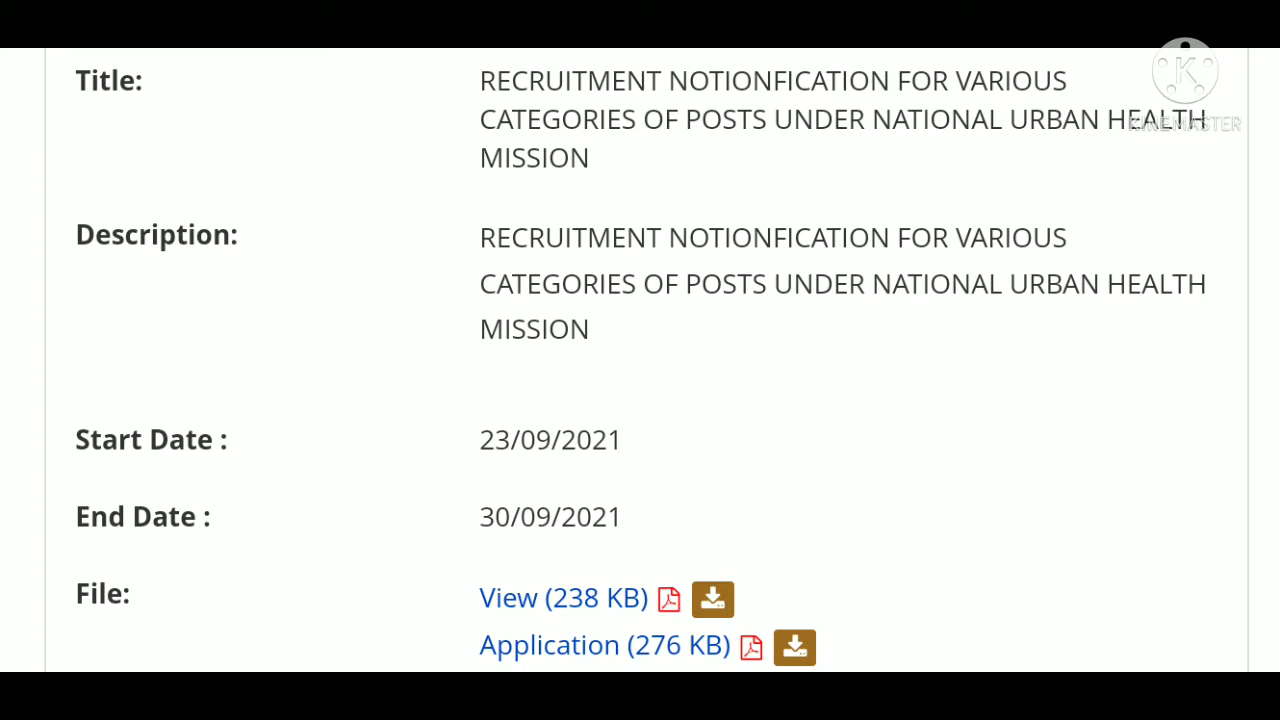 Title:
RECRUITMENT NOTIONFICATION FOR VARIOUS
CATEGORIES OF POSTS UNDER NATIONAL URBAN HEALTH
MISSION
K
KINEMASTER
Description:
RECRUITMENT NOTIONFICATION FOR VARIOUS
CATEGORIES OF POSTS UNDER NATIONAL URBAN HEALTH
MISSION
Start Date :
23/09/2021
End Date :
30/09/2021
File:
View (238 KB)
Application (276 KB)